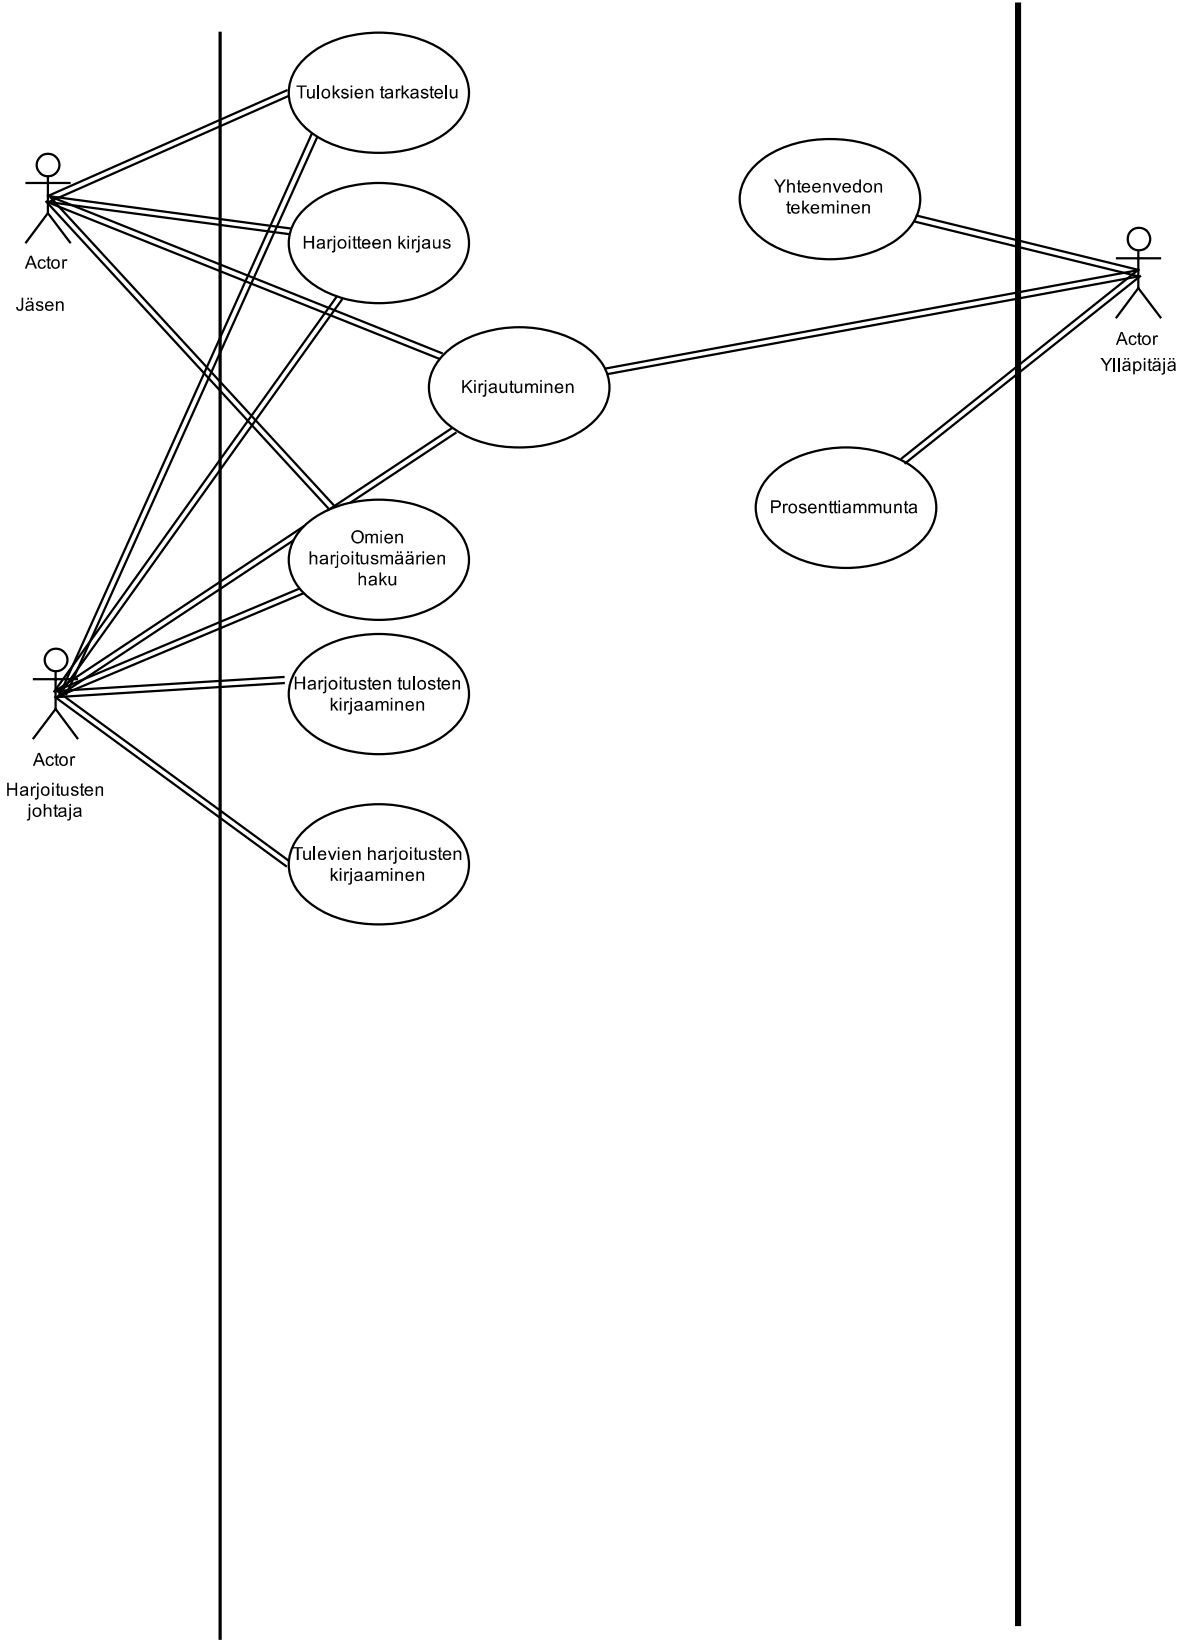 Tuloksien tarkastelu
Actor
Jäsen
Harjoitteen kirjaus
Yhteenvedon
tekeminen
Actor
Ylläpitäjä
Kirjautuminen
Prosenttiammunta
Omien
harjoitusmäärien
haku
Harjoitusten tulosten
kirjaaminen
Actor
Harjoitusten
johtaja
Tulevien harjoitusten
kirjaaminen